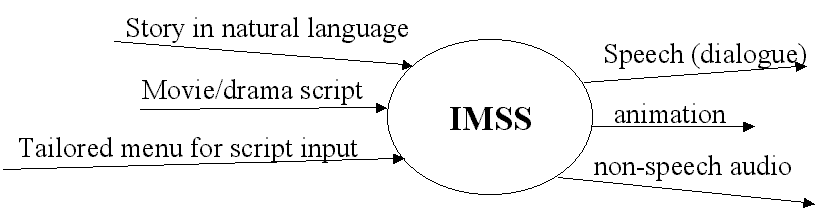 Story in natural language
Movie/drama script
Tailored menu for script input
IMSS
Speech (dialogue)
animation
non-speech audio